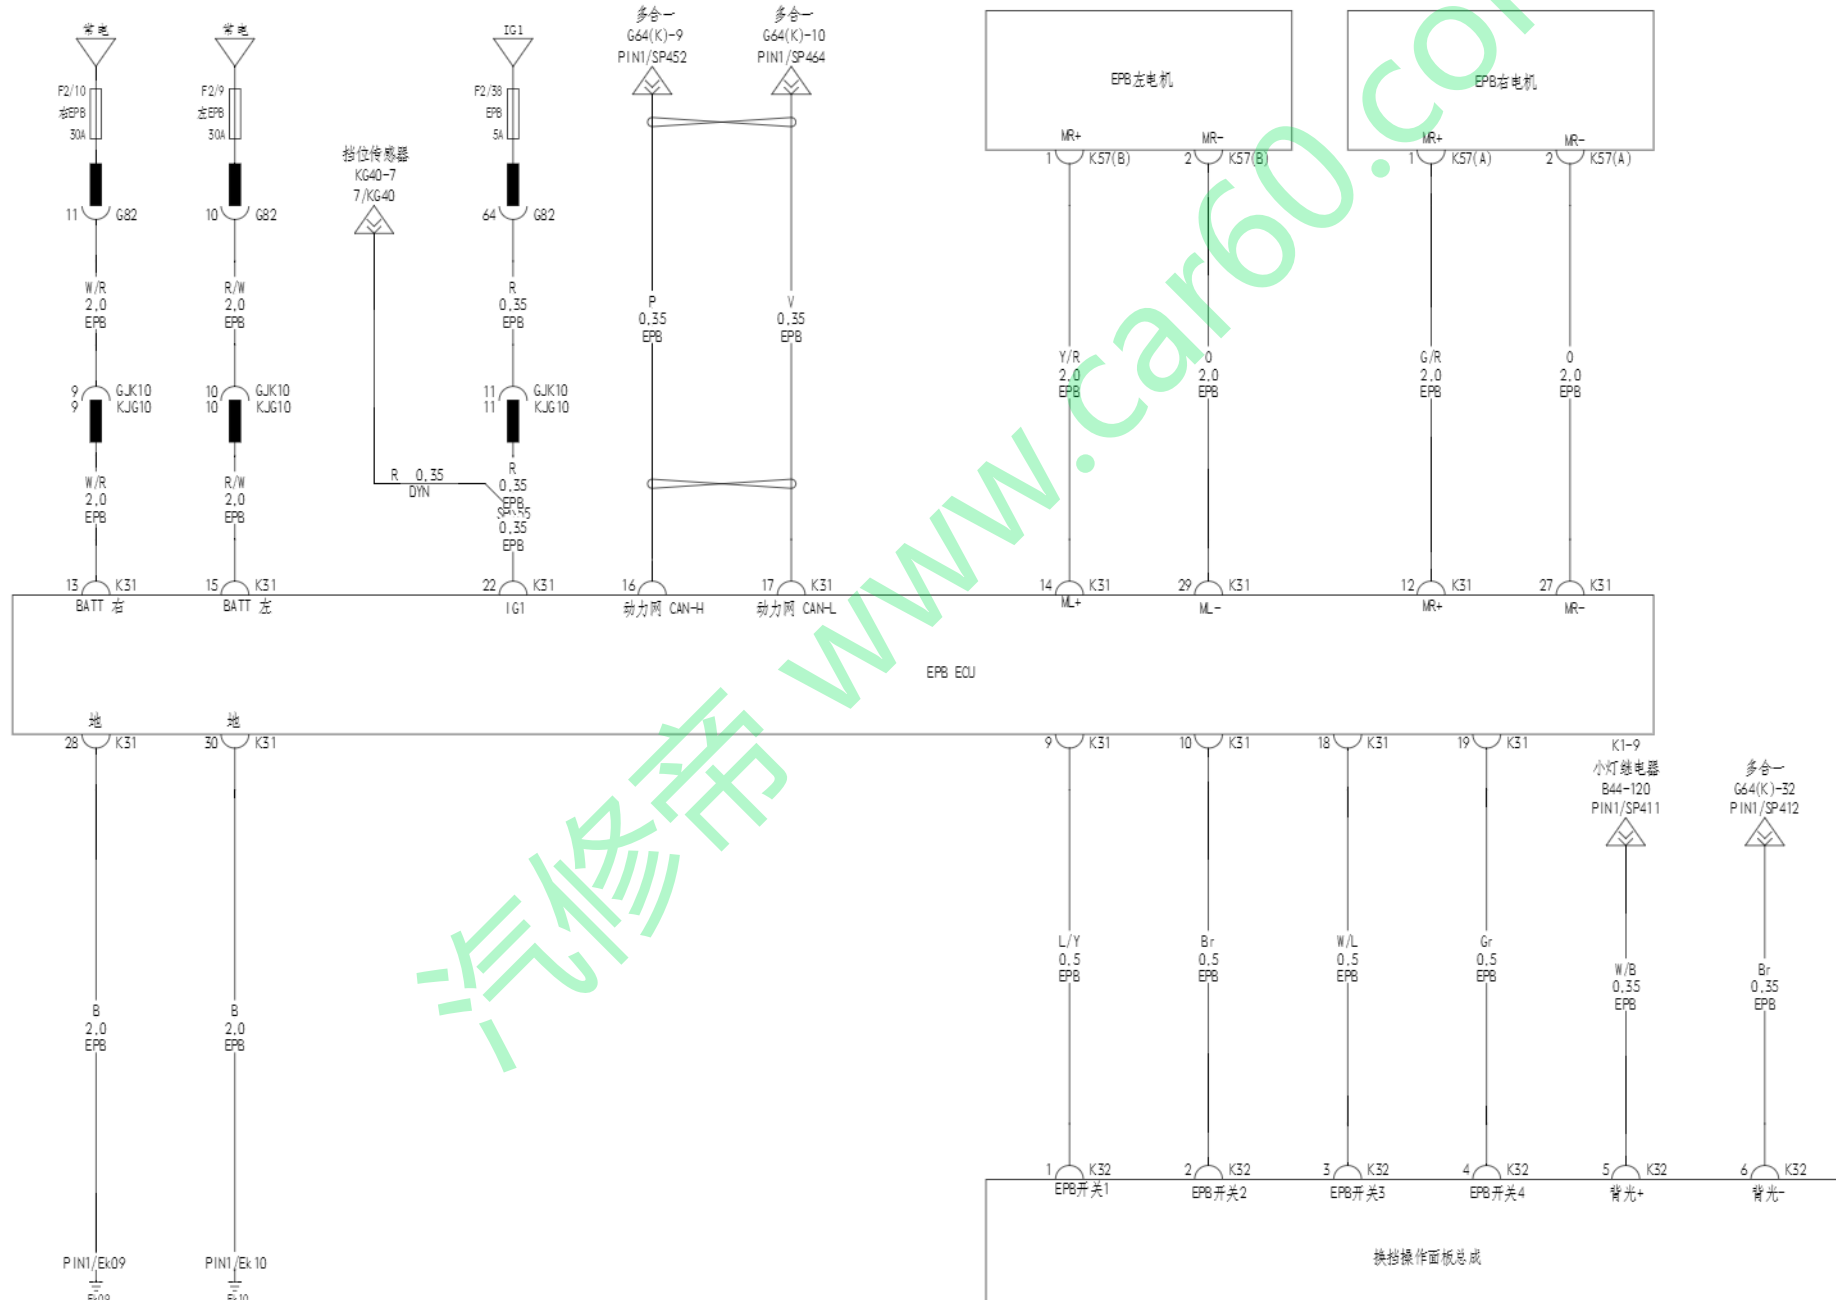 常电
F2/10
右EPB
30A
11 G82
W/R
2.0
EPB
9 GJK10
9 KJG10
W/R
2.0
EPB
13 K31
BATT 右
常电
F2/9
左EPB
30A
10 G82
R/W
2.0
EPB
10 GJK10
10 KJG10
R/W
2.0
EPB
15 K31
BATT 左
挡位传感器
KG40-7
7/KG40
R 0.35
DYN
IG1
F2/38
EPB
5A
64 G82
R
0.35
EPB
11 GJK10
11 KJG10
R
0.35
EPB
0.35
EPB
22 K31
IG1
多合一
G64(K)-9
PIN1/SP452
P
0.35
EPB
16
动力网 CAN-H
多合一
G64(K)-10
PIN1/SP464
V
0.35
EPB
17 K31
动力网 CAN-L
EPB左电机
MR+
1 K57(B)
MR-
2 K57(B)
Y/R
2.0
EPB
O
2.0
EPB
14 K31
ML+
29 K31
ML-
EPB右电机
MR+
1 K57(A)
MR-
2 K57(A)
G/R
2.0
EPB
O
2.0
EPB
12 K31
MR+
27 K31
MR-
EPB ECU
地
28 K31
B
2.0
EPB
PIN1/Ek09
Ek09
地
30 K31
B
2.0
EPB
PIN1/Ek10
Ek10
9 K31
L/Y
0.5
EPB
1 K32
EPB开关1
10 K31
Br
0.5
EPB
2 K32
EPB开关2
18 K31
W/L
0.5
EPB
3 K32
EPB开关3
19 K31
Gr
0.5
EPB
4 K32
EPB开关4
K1-9
小灯继电器
B44-120
PIN1/SP411
W/B
0.35
EPB
5 K32
背光+
多合一
G64(K)-32
PIN1/SP412
Br
0.35
EPB
6 K32
背光-
换挡操作面板总成
汽修帝 www.car60.com